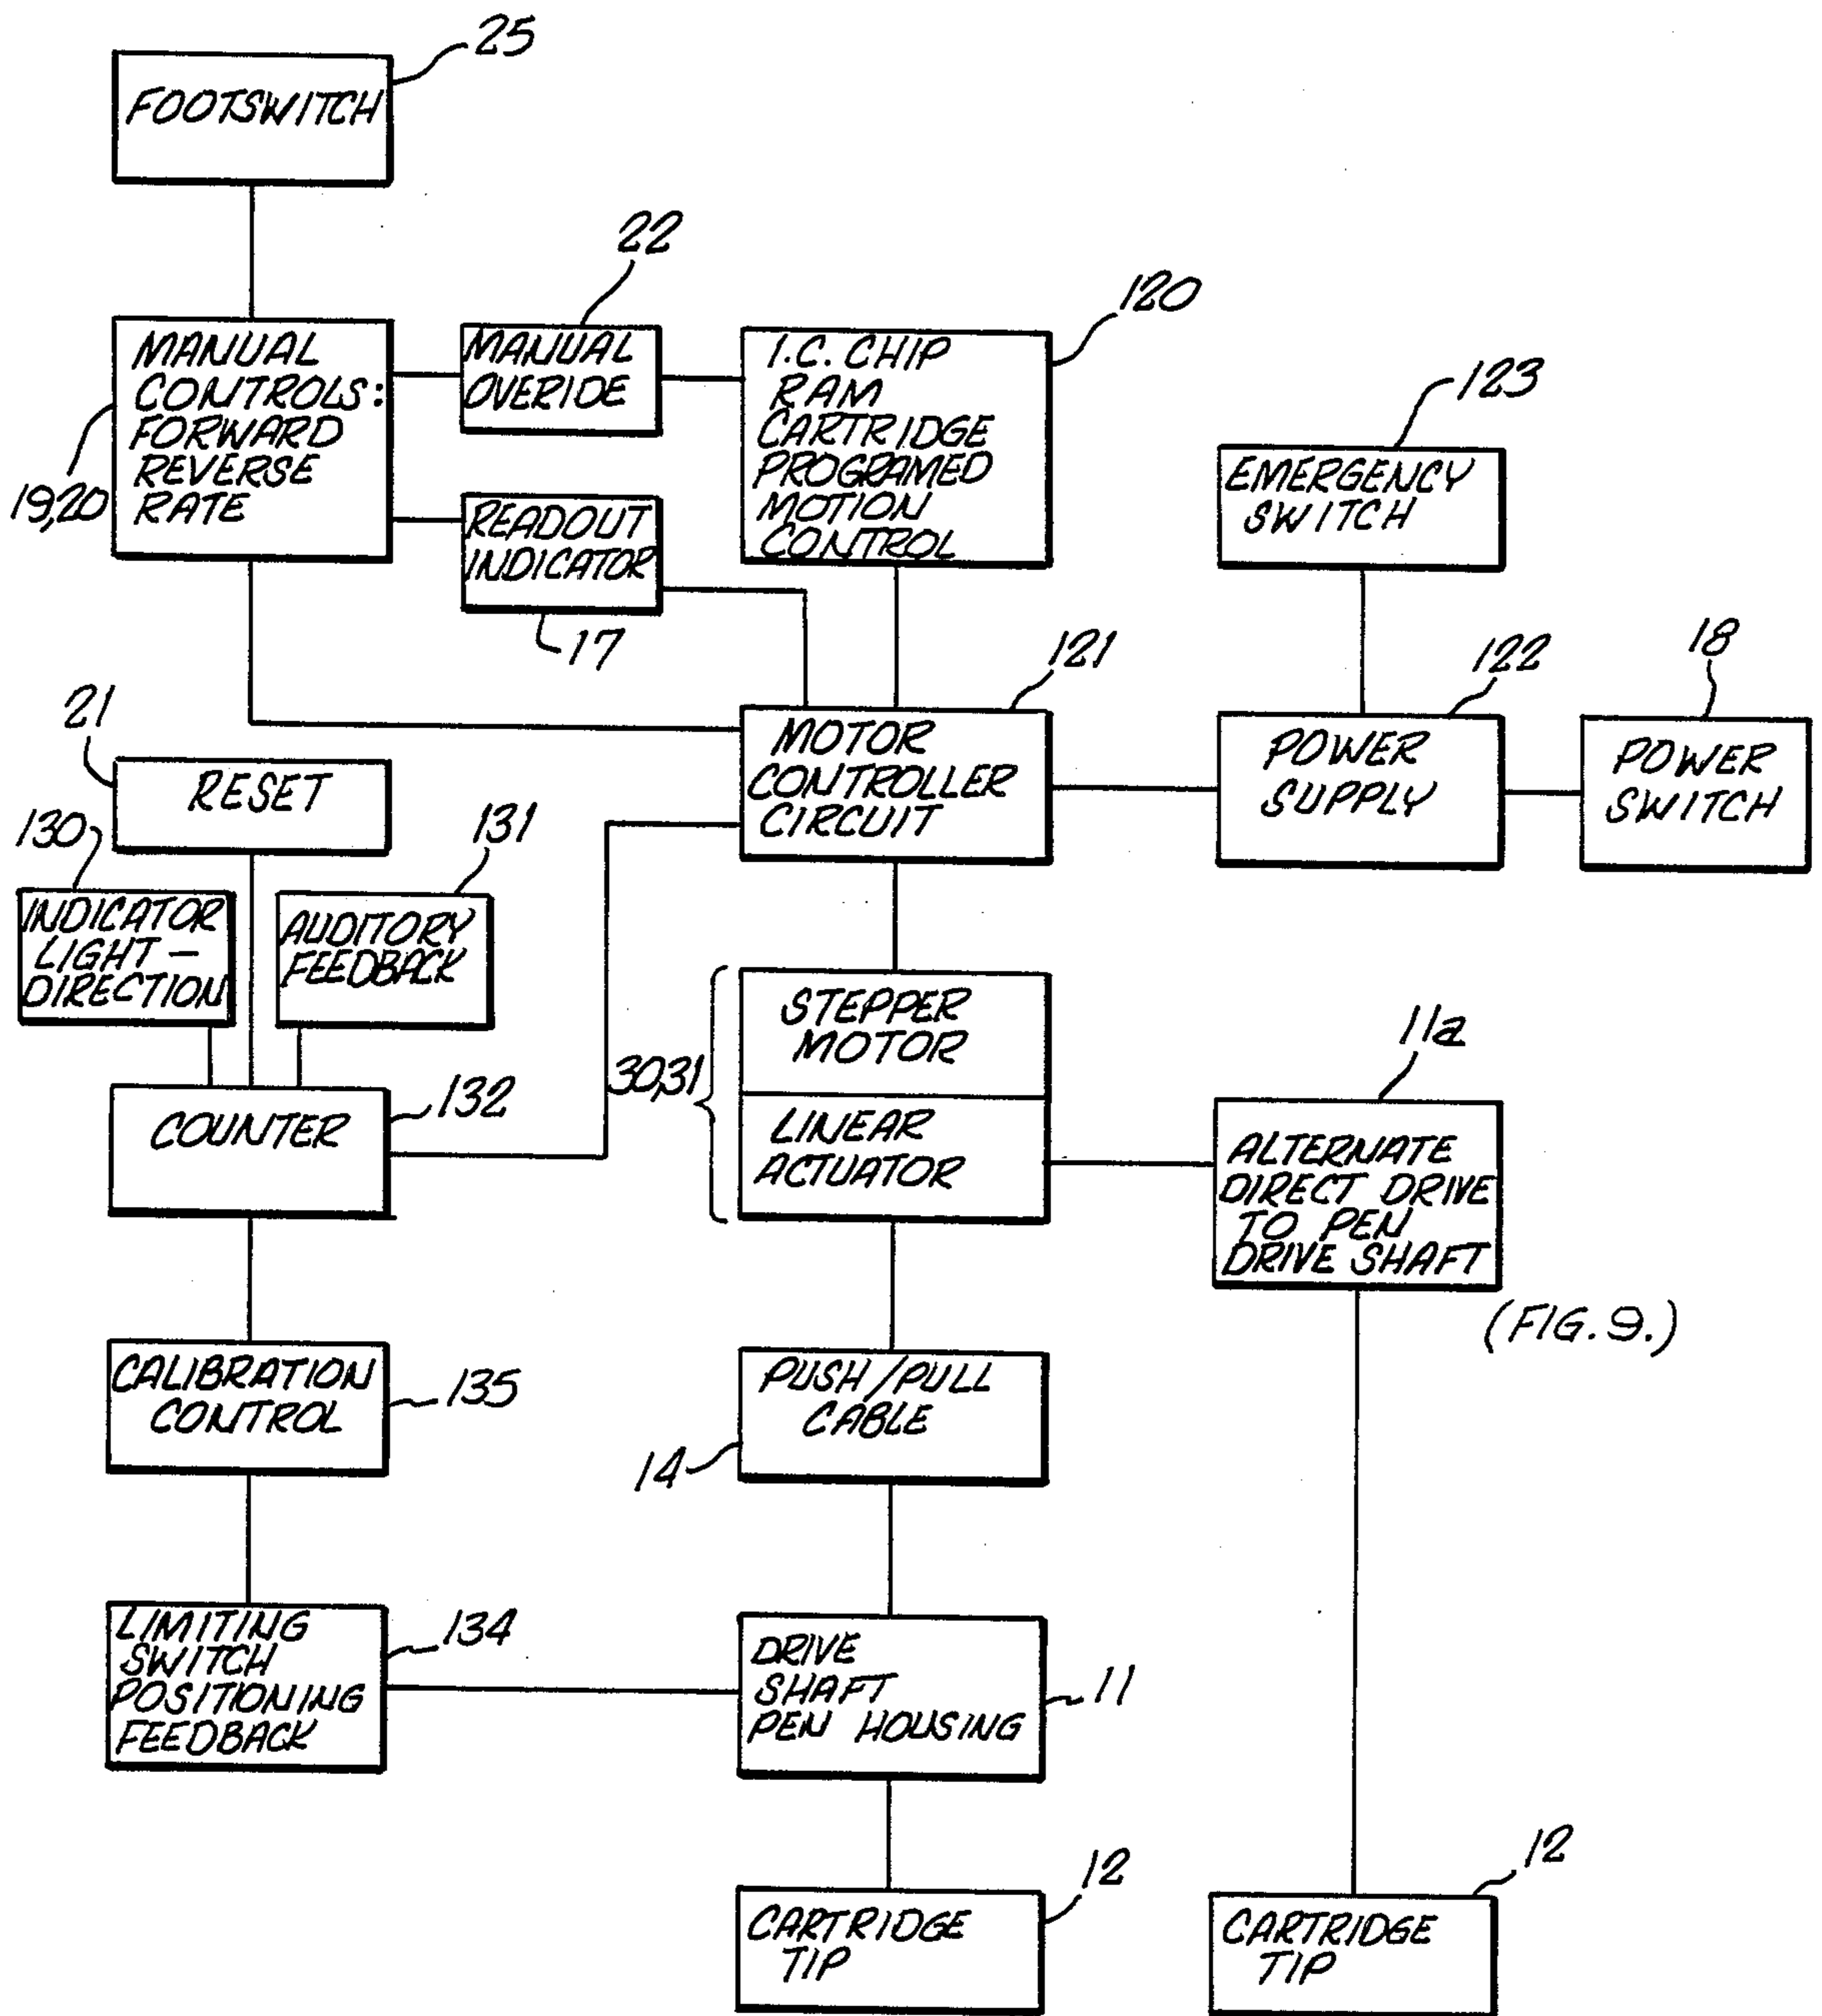 25
FOOTSWITCH
22
120
MANUAL
CONTROLS:
FORWARD
REVERSE
RATE
19,20
MANUAL
OVERIDE
I.C. CHIP
RAM
CARTRIDGE
PROGRAMED
MOTION
CONTROL
123
EMERGENCY
SWITCH
READOUT
INDICATOR
17
121
122
18
21
RESET
MOTOR
CONTROLLER
CIRCUIT
POWER
SUPPLY
POWER
SWITCH
130
131
INDICATOR
LIGHT —
DIRECTION
AUDITORY
FEEDBACK
STEPPER
MOTOR
30,31
LINEAR
ACTUATOR
11a
COUNTER
132
ALTERNATE
DIRECT DRIVE
TO PEN
DRIVE SHAFT
(FIG. 9.)
CALIBRATION
CONTROL
135
PUSH/PULL
CABLE
14
LIMITING
SWITCH
POSITIONING
FEEDBACK
134
DRIVE
SHAFT
PEN HOUSING
11
12
CARTRIDGE
TIP
12
CARTRIDGE
TIP